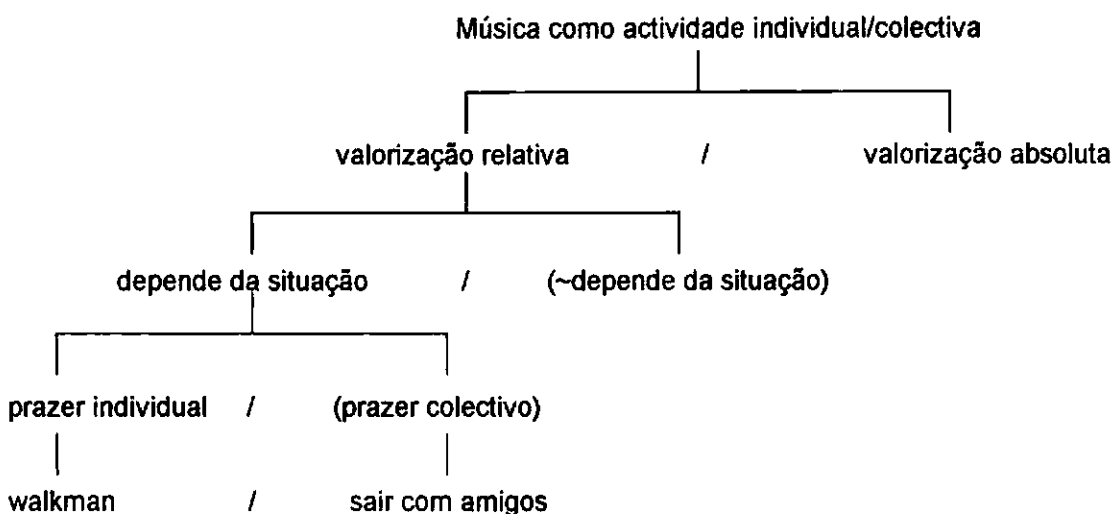 Música como actividade individual/colectiva
valorização relativa / valorização absoluta
depende da situação / (~depende da situação)
prazer individual / (prazer colectivo)
walkman / sair com amigos